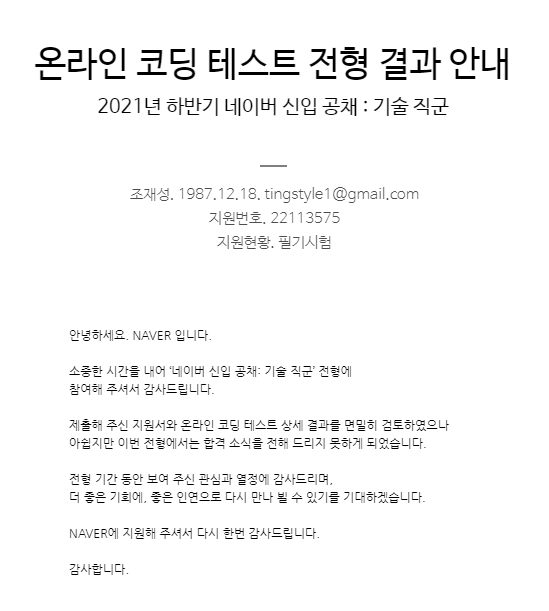 온라인 코딩 테스트 전형 결과 안내
2021년 하반기 네이버 신입 공채 : 기술 직군
조재성. 1987.12.18. tingstyle1@gmail.com
지원번호. 22113575
지원현황. 필기시험
안녕하세요. NAVER 입니다.
소중한 시간을 내어 ‘네이버 신입 공채: 기술 직군’ 전형에
참여해 주셔서 감사드립니다.
제출해 주신 지원서와 온라인 코딩 테스트 상세 결과를 면밀히 검토하였으나
아쉽지만 이번 전형에서는 합격 소식을 전해 드리지 못하게 되었습니다.
전형 기간 동안 보여 주신 관심과 열정에 감사드리며,
더 좋은 기회에, 좋은 인연으로 다시 만나 뵐 수 있기를 기대하겠습니다.
NAVER에 지원해 주셔서 다시 한번 감사드립니다.
감사합니다.